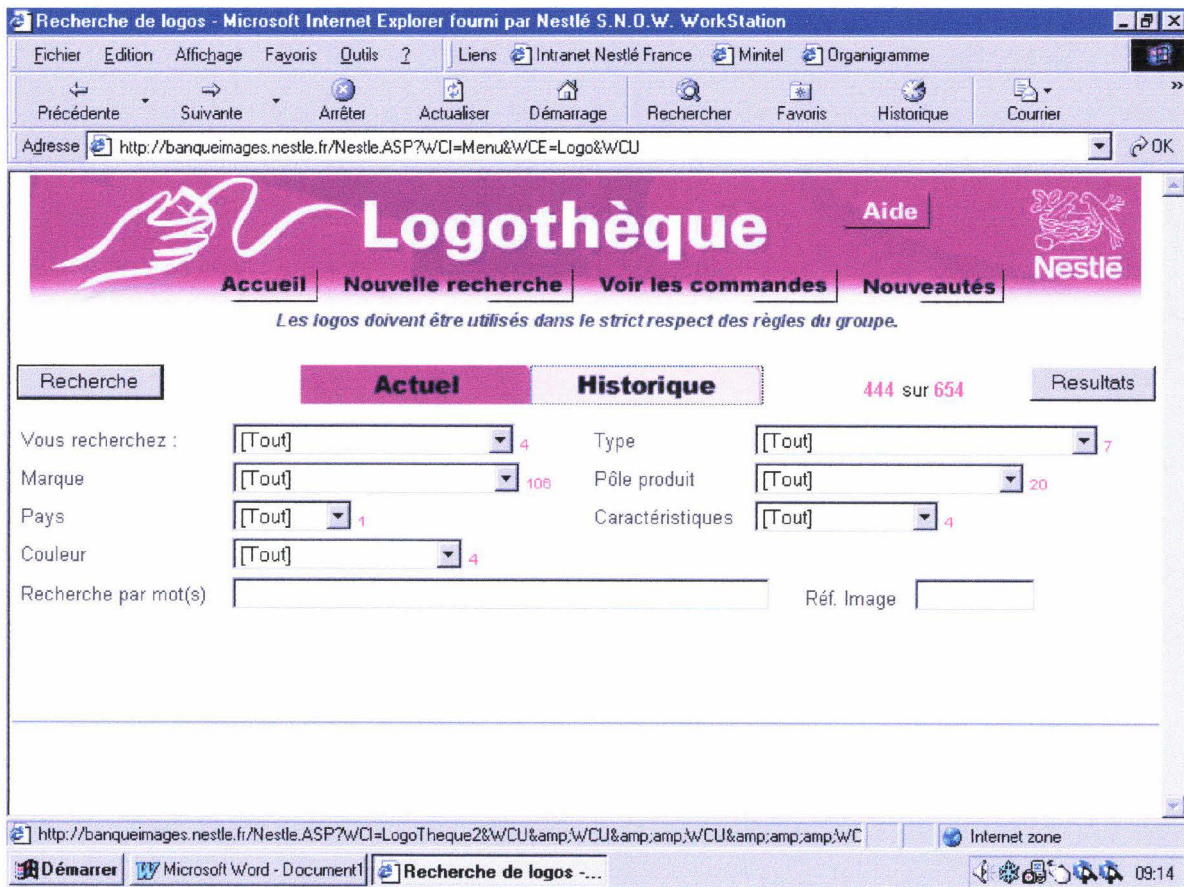 Recherche de logos - Microsoft Internet Explorer fourni par Nestlé S.N.O.W. WorkStation
Fichier Edition Affichage Favoris Outils ? Liens Intranet Nestlé France Minitel Organigramme
Précédente Suivante Arrêter Actualiser Démarrage Rechercher Favoris Historique Courrier »
Adresse http://banqueimages.nestle.fr/Nestle.ASP?WCI=Menu&WCE=Logo&WCU OK
Logothèque Aide
Nestlé
Accueil Nouvelle recherche Voir les commandes Nouveautés
Les logos doivent être utilisés dans le strict respect des règles du groupe.
Recherche Actuel Historique 444 sur 654 Resultats
Vous recherchez : [Tout] 4 Type [Tout] 7
Marque [Tout] 106 Pôle produit [Tout] 20
Pays [Tout] 1 Caractéristiques [Tout] 4
Couleur [Tout] 4
Recherche par mot(s) Réf. Image
http://banqueimages.nestle.fr/Nestle.ASP?WCI=LogoTheque2&WCU&amp;WCU&amp;amp;WCU&amp;amp;amp;WC Internet zone
Démarrer Microsoft Word - Document1 Recherche de logos -... 09:14